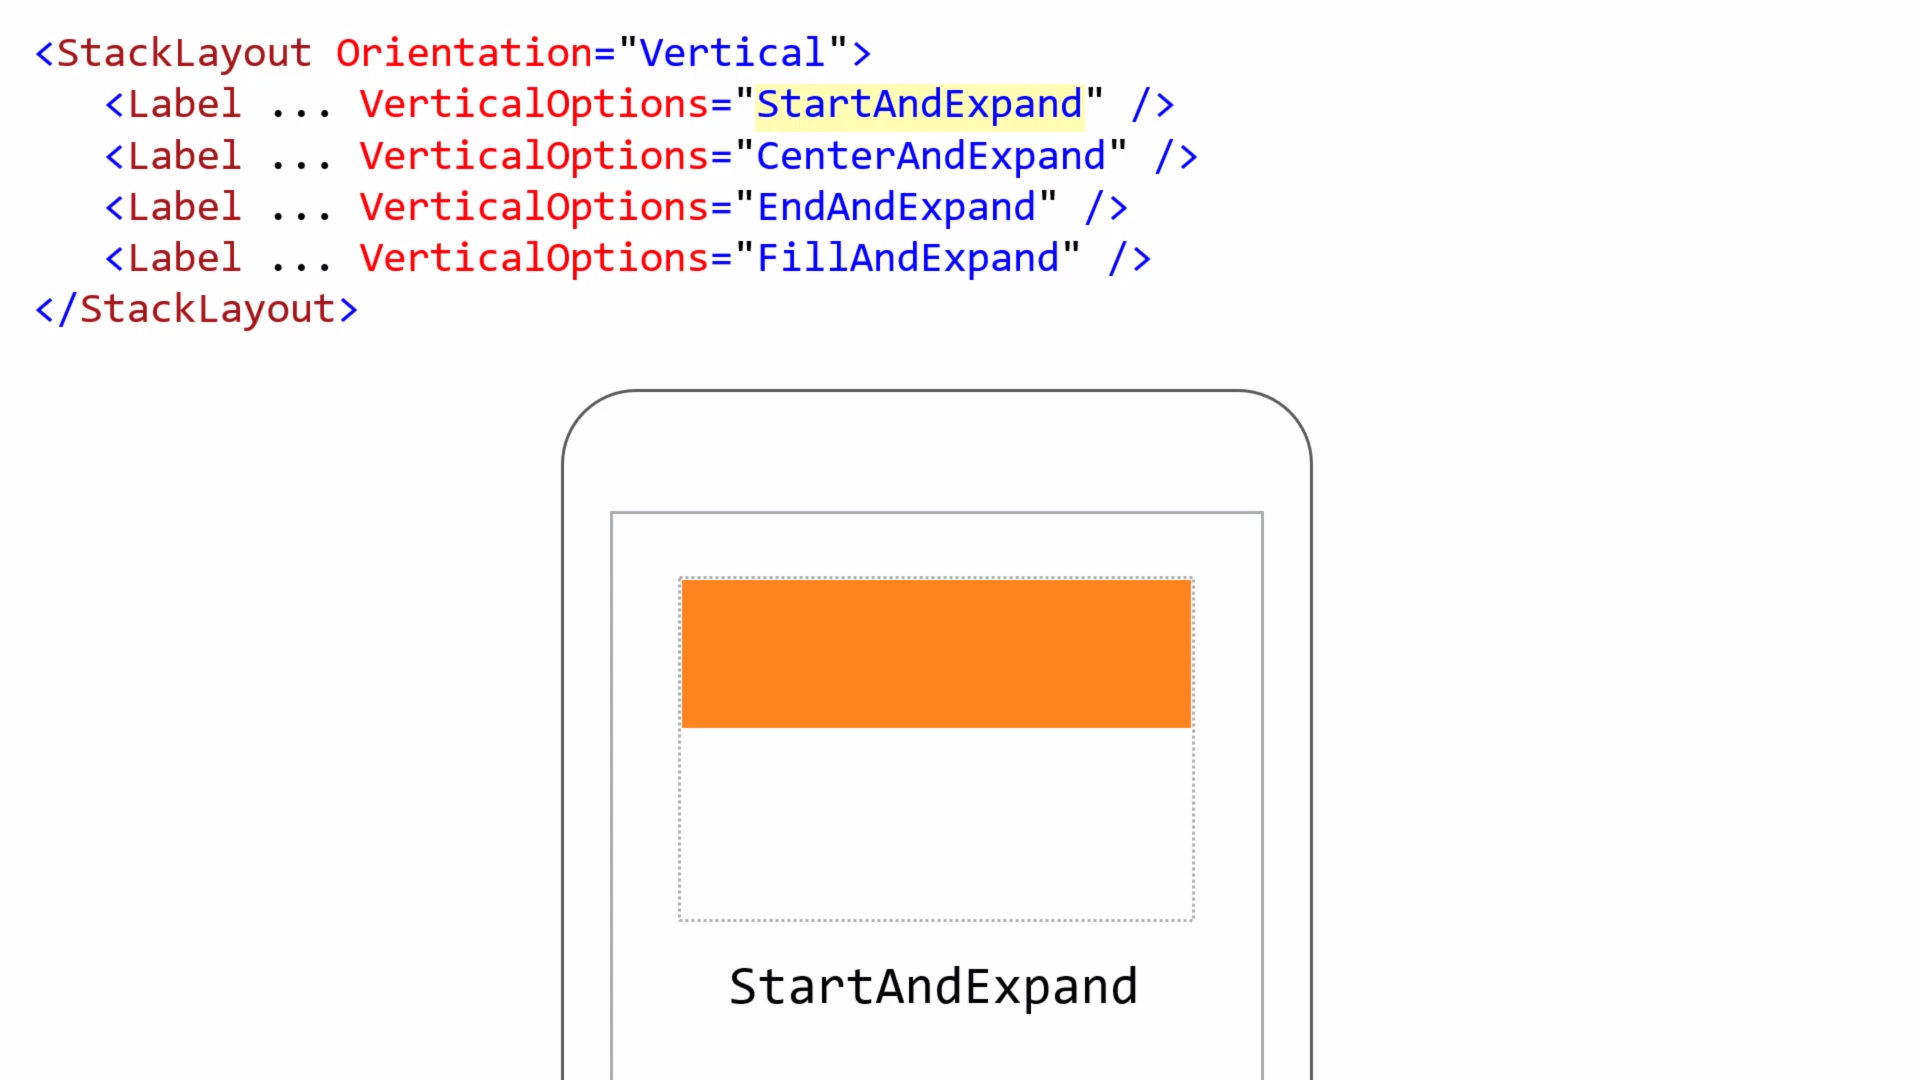 <StackLayout Orientation="Vertical">
<Label ... VerticalOptions="StartAndExpand" />
<Label ... VerticalOptions="CenterAndExpand" />
<Label ... VerticalOptions="EndAndExpand" />
<Label ... VerticalOptions="FillAndExpand" />
</StackLayout>
StartAndExpand